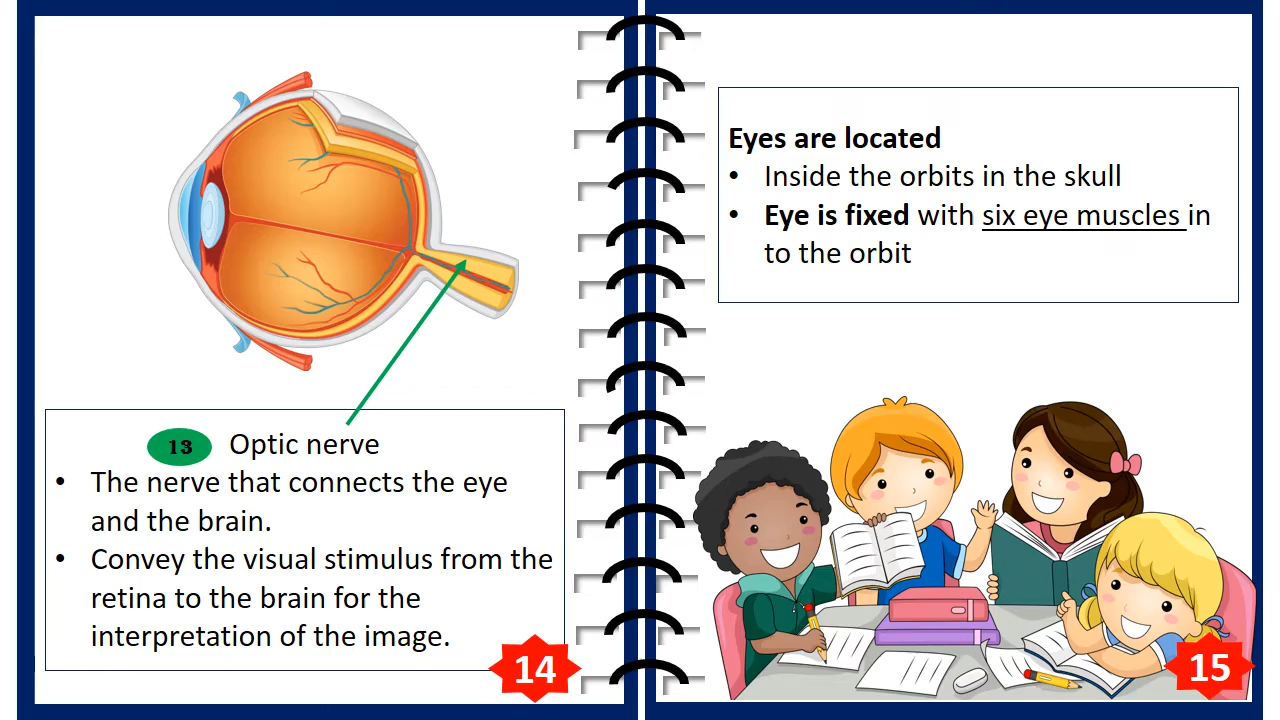 13 Optic nerve
• The nerve that connects the eye
and the brain.
• Convey the visual stimulus from the
retina to the brain for the
interpretation of the image.
14
Eyes are located
• Inside the orbits in the skull
• Eye is fixed with six eye muscles in
to the orbit
15